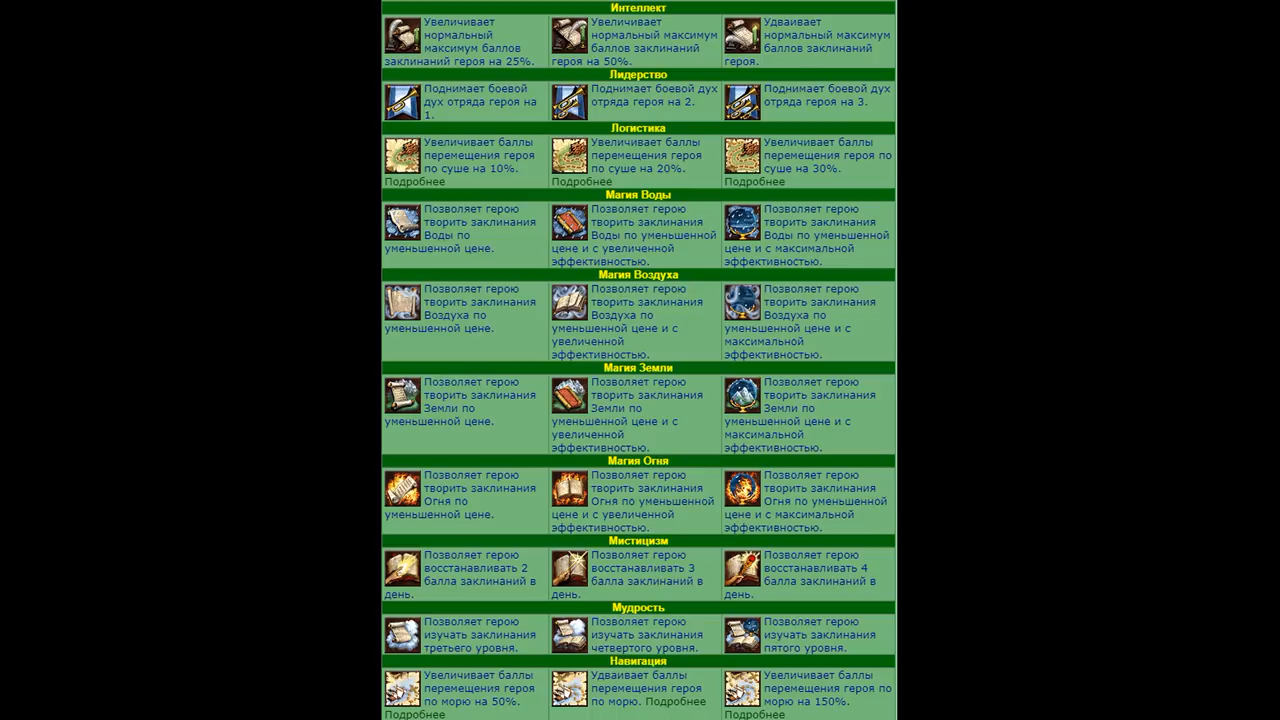 Интеллект
Увеличивает
нормальный
максимум баллов
заклинаний героя на 25%.
Увеличивает
нормальный максимум
баллов заклинаний
героя на 50%.
Удваивает
нормальный максимум
баллов заклинаний
героя.
Лидерство
Поднимает боевой
дух отряда героя на
1.
Поднимает боевой дух
отряда героя на 2.
Поднимает боевой дух
отряда героя на 3.
Логистика
Увеличивает баллы
перемещения героя
по суше на 10%.
Подробнее
Увеличивает баллы
перемещения героя
по суше на 20%.
Подробнее
Увеличивает баллы
перемещения героя по
суше на 30%.
Подробнее
Магия Воды
Позволяет герою
творить заклинания
Воды по
уменьшенной цене.
Позволяет герою
творить заклинания
Воды по уменьшенной
цене и с увеличенной
эффективностью.
Позволяет герою
творить заклинания
Воды по уменьшенной
цене и с максимальной
эффективностью.
Магия Воздуха
Позволяет герою
творить заклинания
Воздуха по
уменьшенной цене.
Позволяет герою
творить заклинания
Воздуха по
уменьшенной цене и с
увеличенной
эффективностью.
Позволяет герою
творить заклинания
Воздуха по
уменьшенной цене и с
максимальной
эффективностью.
Магия Земли
Позволяет герою
творить заклинания
Земли по
уменьшенной цене.
Позволяет герою
творить заклинания
Земли по
уменьшенной цене и с
увеличенной
эффективностью.
Позволяет герою
творить заклинания
Земли по
уменьшенной цене и с
максимальной
эффективностью.
Магия Огня
Позволяет герою
творить заклинания
Огня по
уменьшенной цене.
Позволяет герою
творить заклинания
Огня по уменьшенной
цене и с увеличенной
эффективностью.
Позволяет герою
творить заклинания
Огня по уменьшенной
цене и с максимальной
эффективностью.
Мистицизм
Позволяет герою
восстанавливать 2
балла заклинаний в
день.
Позволяет герою
восстанавливать 3
балла заклинаний в
день.
Позволяет герою
восстанавливать 4
балла заклинаний в
день.
Мудрость
Позволяет герою
изучать заклинания
третьего уровня.
Позволяет герою
изучать заклинания
четвертого уровня.
Позволяет герою
изучать заклинания
пятого уровня.
Навигация
Увеличивает баллы
перемещения героя
по морю на 50%.
Подробнее
Удваивает баллы
перемещения героя
по морю. Подробнее
Увеличивает баллы
перемещения героя по
морю на 150%.
Подробнее